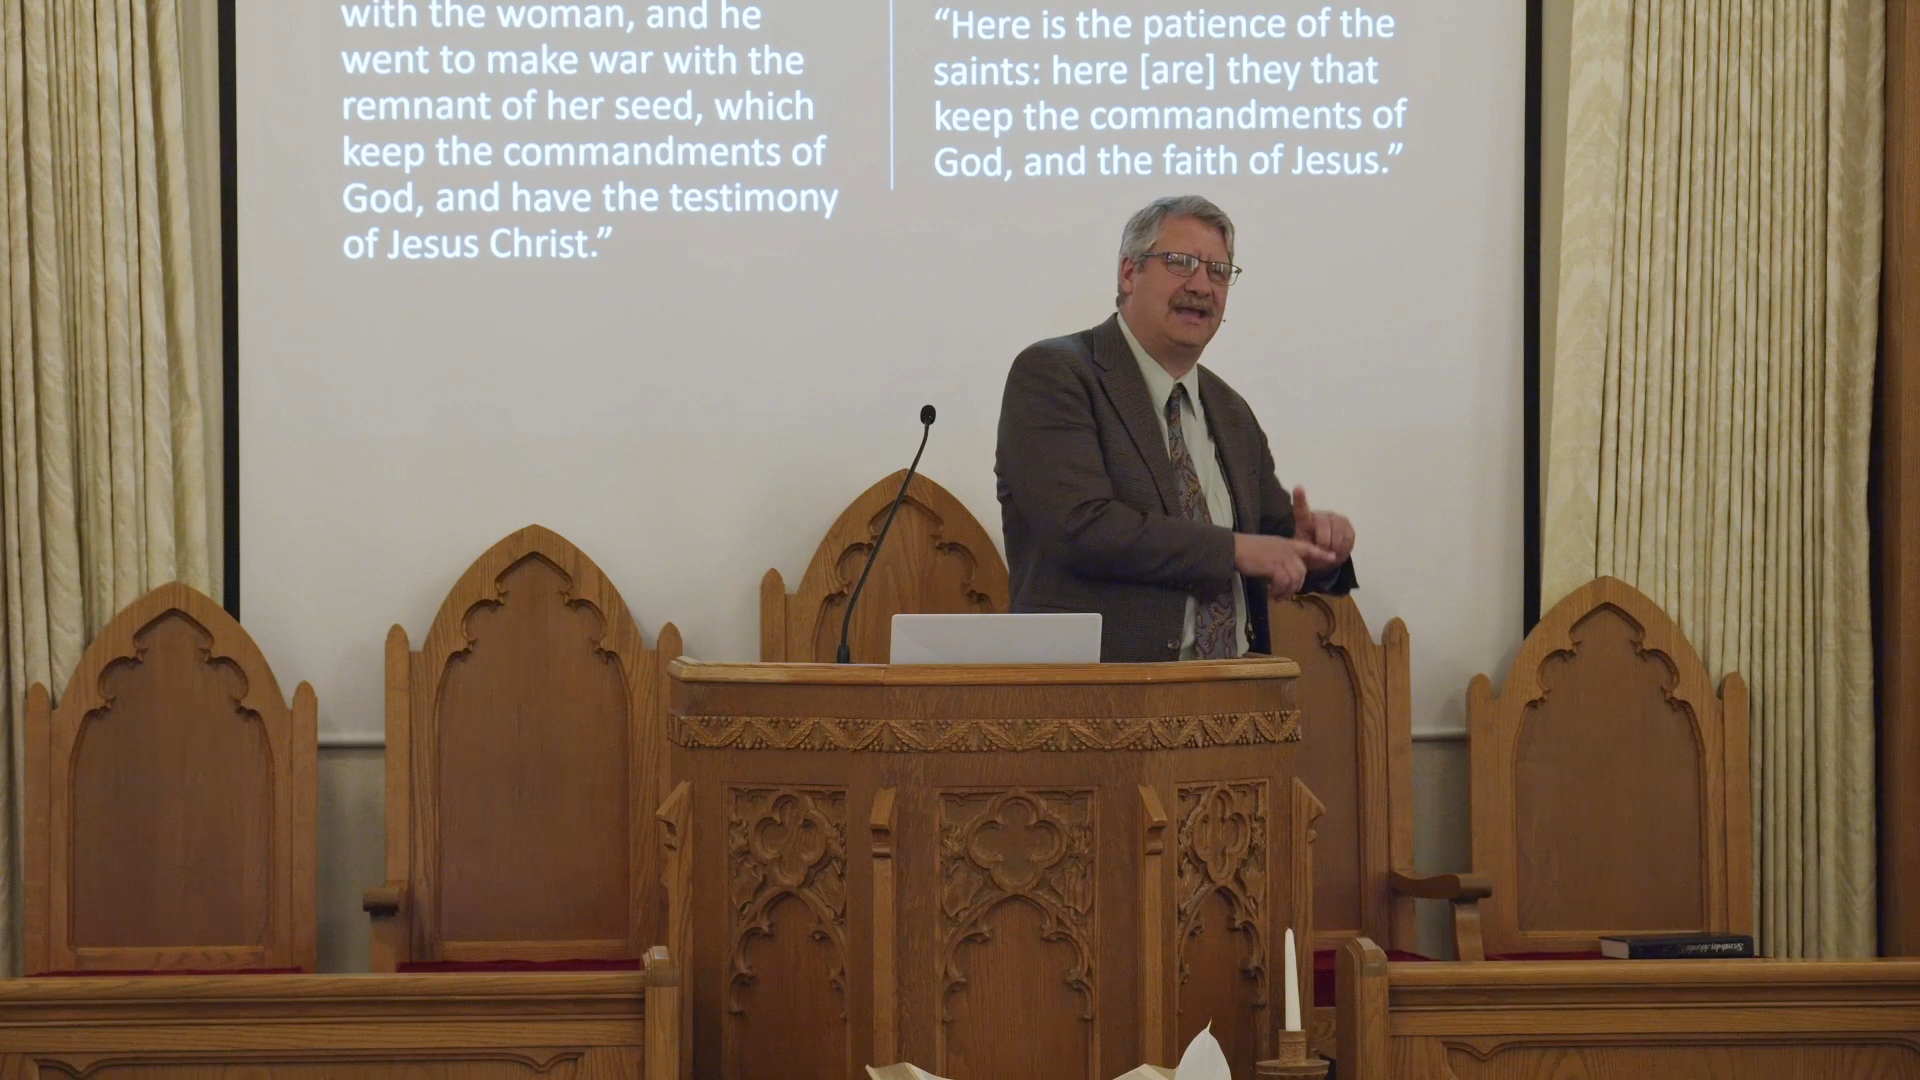 with the woman, and he
went to make war with the
remnant of her seed, which
keep the commandments of
God, and have the testimony
of Jesus Christ.”
“Here is the patience of the
saints: here [are] they that
keep the commandments of
God, and the faith of Jesus.”